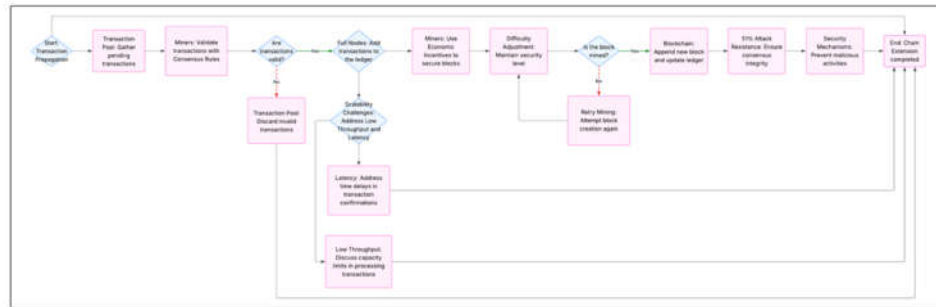 Start:
Transaction
Propagation
Transaction
Pool: Gather
pending
transactions
Miners: Validate
transactions with
Consensus Rules
Are
transactions
valid?
Yes
No
Transaction Pool:
Discard invalid
transactions
Full Nodes: Add
transactions to
the ledger
Scalability
Challenges:
Address Low
Throughput and
Latency
Latency: Address
time delays in
transaction
confirmations
Low Throughput:
Discuss capacity
limits in processing
transactions
Miners: Use
Economic
Incentives to
secure blocks
Difficulty
Adjustment:
Maintain security
level
Is the block
mined?
Yes
No
Retry Mining:
Attempt block
creation again
Blockchain:
Append new block
and update ledger
51% Attack
Resistance: Ensure
consensus
integrity
Security
Mechanisms:
Prevent malicious
activities
End: Chain
Extension
completed